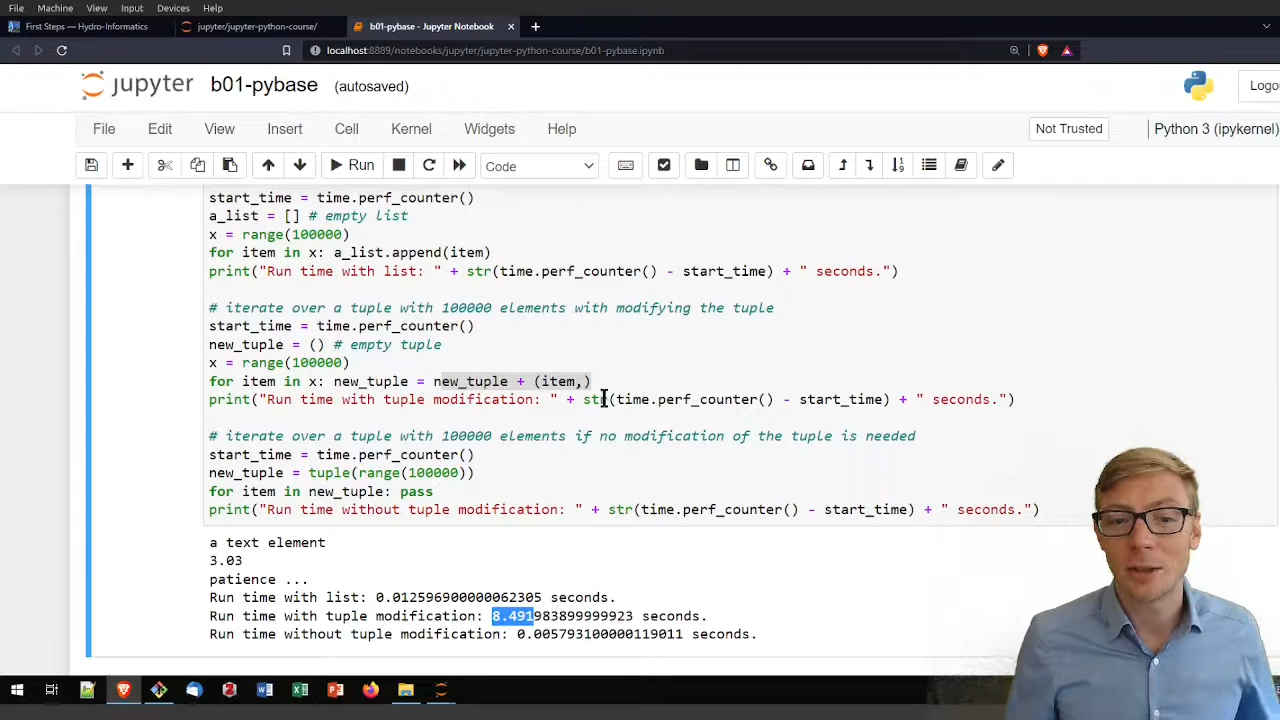 File Machine View Input Devices Help
First Steps — Hydro-Informatics
jupyter/jupyter-python-course/
b01-pybase - Jupyter Notebook
localhost:8889/notebooks/jupyter/jupyter-python-course/b01-pybase.ipynb
jupyter b01-pybase (autosaved)
Logo
File Edit View Insert Cell Kernel Widgets Help
Not Trusted
Python 3 (ipykernel)
Run
Code
start_time = time.perf_counter()
a_list = [] # empty list
x = range(100000)
for item in x: a_list.append(item)
print("Run time with list: " + str(time.perf_counter() - start_time) + " seconds.")
# iterate over a tuple with 100000 elements with modifying the tuple
start_time = time.perf_counter()
new_tuple = () # empty tuple
x = range(100000)
for item in x: new_tuple = new_tuple + (item,)
print("Run time with tuple modification: " + str(time.perf_counter() - start_time) + " seconds.")
# iterate over a tuple with 100000 elements if no modification of the tuple is needed
start_time = time.perf_counter()
new_tuple = tuple(range(100000))
for item in new_tuple: pass
print("Run time without tuple modification: " + str(time.perf_counter() - start_time) + " seconds.")
a text element
3.03
patience ...
Run time with list: 0.012596900000062305 seconds.
Run time with tuple modification: 8.491983899999923 seconds.
Run time without tuple modification: 0.005793100000119011 seconds.